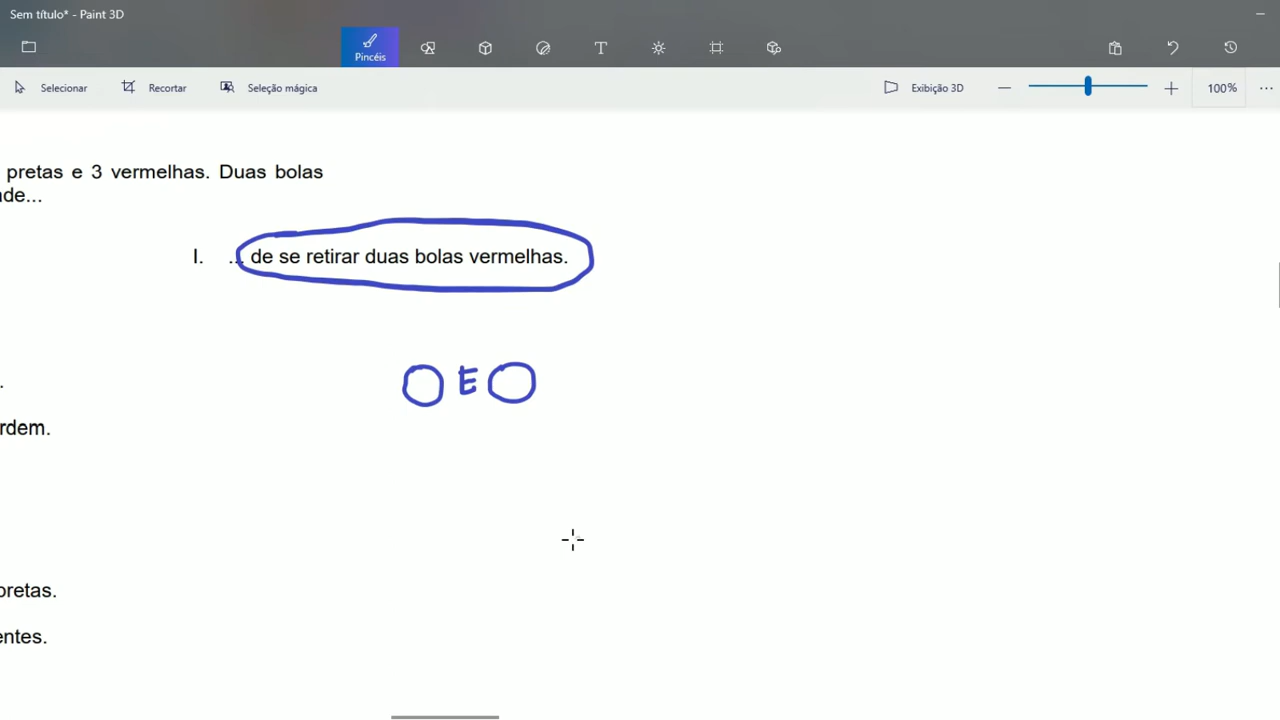 Sem título* - Paint 3D
Pincéis
Selecionar Recortar Seleção mágica Exibição 3D 100%
pretas e 3 vermelhas. Duas bolas
de...
I. ... de se retirar duas bolas vermelhas.
E
.
rdem.
pretas.
entes.